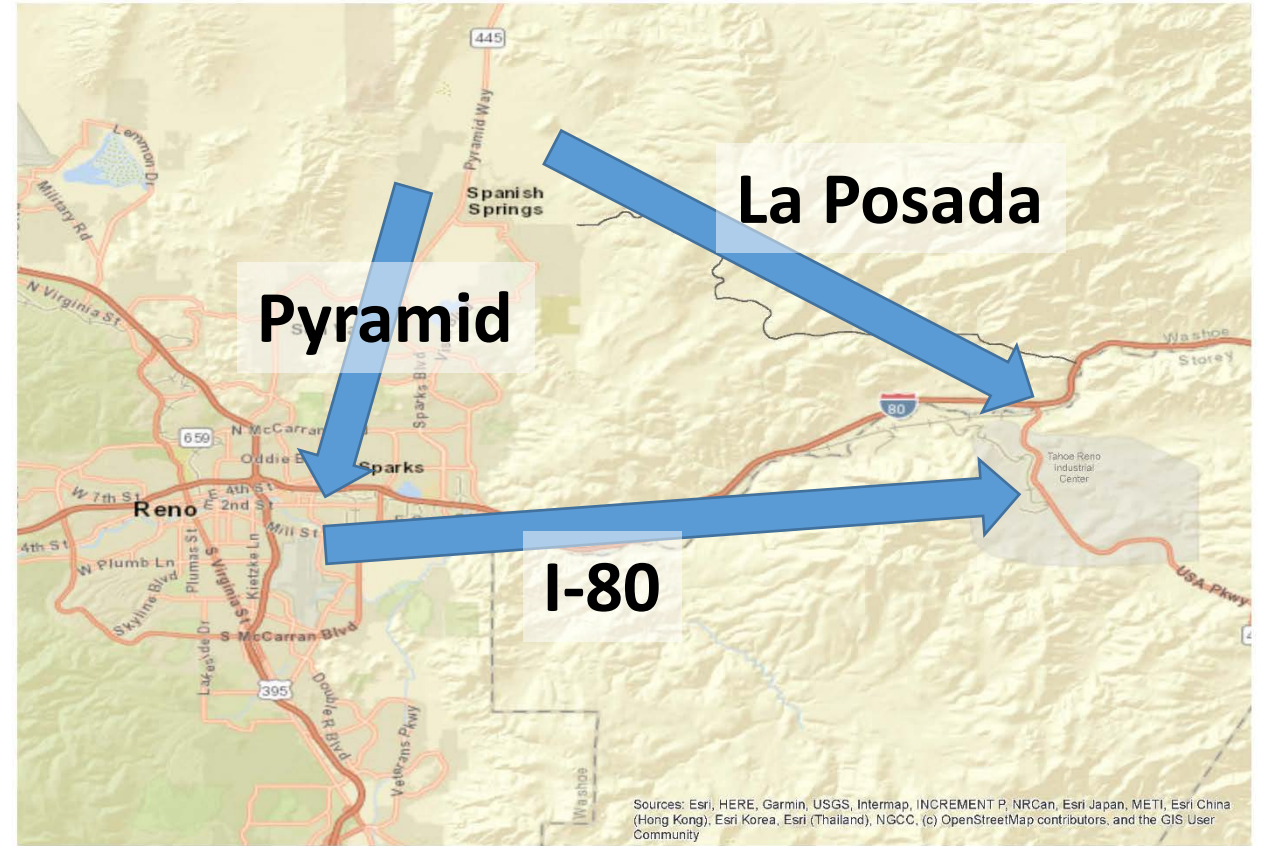 445
Pyramid Way
Lemmon Dr
Military Rd
Spanish
Springs
La Posada
N Virginia St
Pyramid
Washoe
Storey
Sparks Blvd
80
659
N McCarran
Oddie
Sparks
Tahoe Reno
Industrial
Center
W 7th St
E 4th St
Reno
E 2nd St
Mill St
4th St
W Plumb Ln
Plumas St
S Virginia St
Kietzke Ln
Skyline Blvd
I-80
USA Pkwy
S McCarran Blvd
Lakeside Dr
395
Double R Blvd
Veterans Pkwy
Washoe
Sources: Esri, HERE, Garmin, USGS, Intermap, INCREMENT P, NRCan, Esri Japan, METI, Esri China
(Hong Kong), Esri Korea, Esri (Thailand), NGCC, (c) OpenStreetMap contributors, and the GIS User
Community